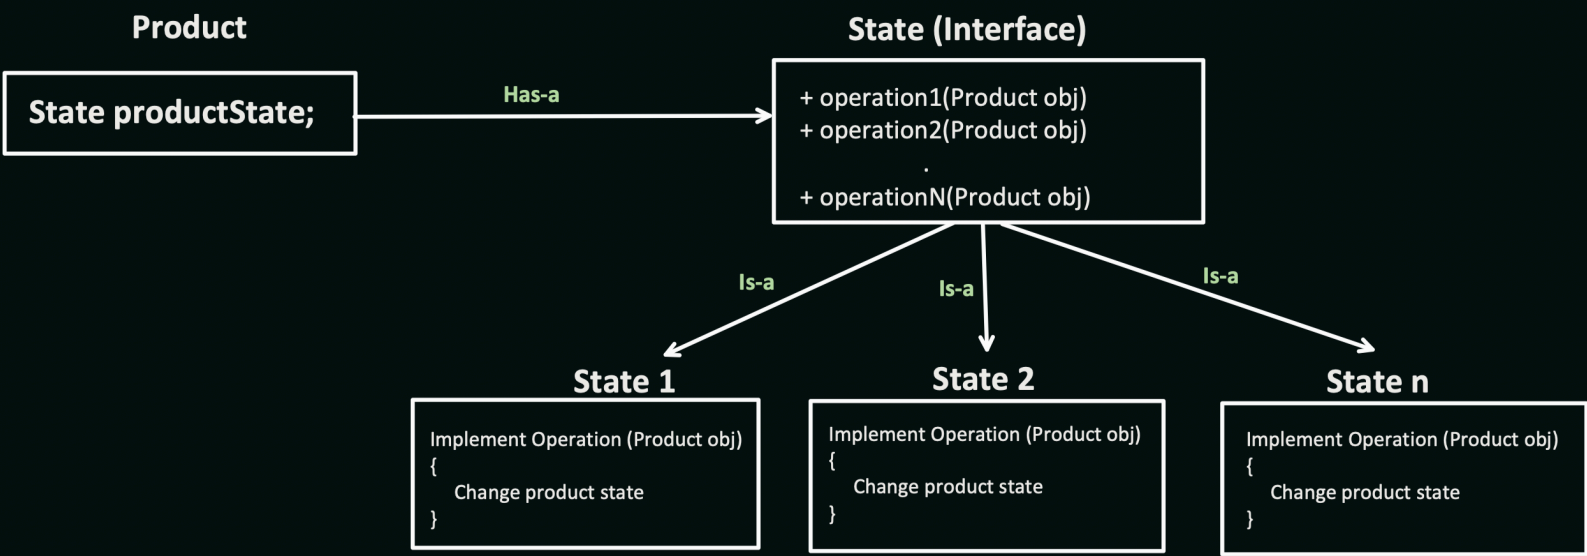 Product
State productState;
Has-a
State (Interface)
+ operation1(Product obj)
+ operation2(Product obj)
.
+ operationN(Product obj)
Is-a
Is-a
Is-a
State 1
Implement Operation (Product obj)
{
Change product state
}
State 2
Implement Operation (Product obj)
{
Change product state
}
State n
Implement Operation (Product obj)
{
Change product state
}